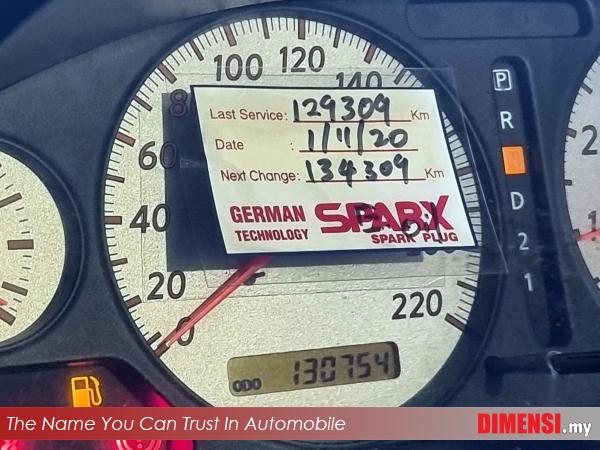 100 120
80 140
60
40
20
0
220
Last Service: 129309 Km
Date : 1/11/20
Next Change: 134309 Km
GERMAN TECHNOLOGY
SPARK
SPARK PLUG
oil
P
R
D
2
1
ODO 130754
The Name You Can Trust In Automobile
DIMENSI.my